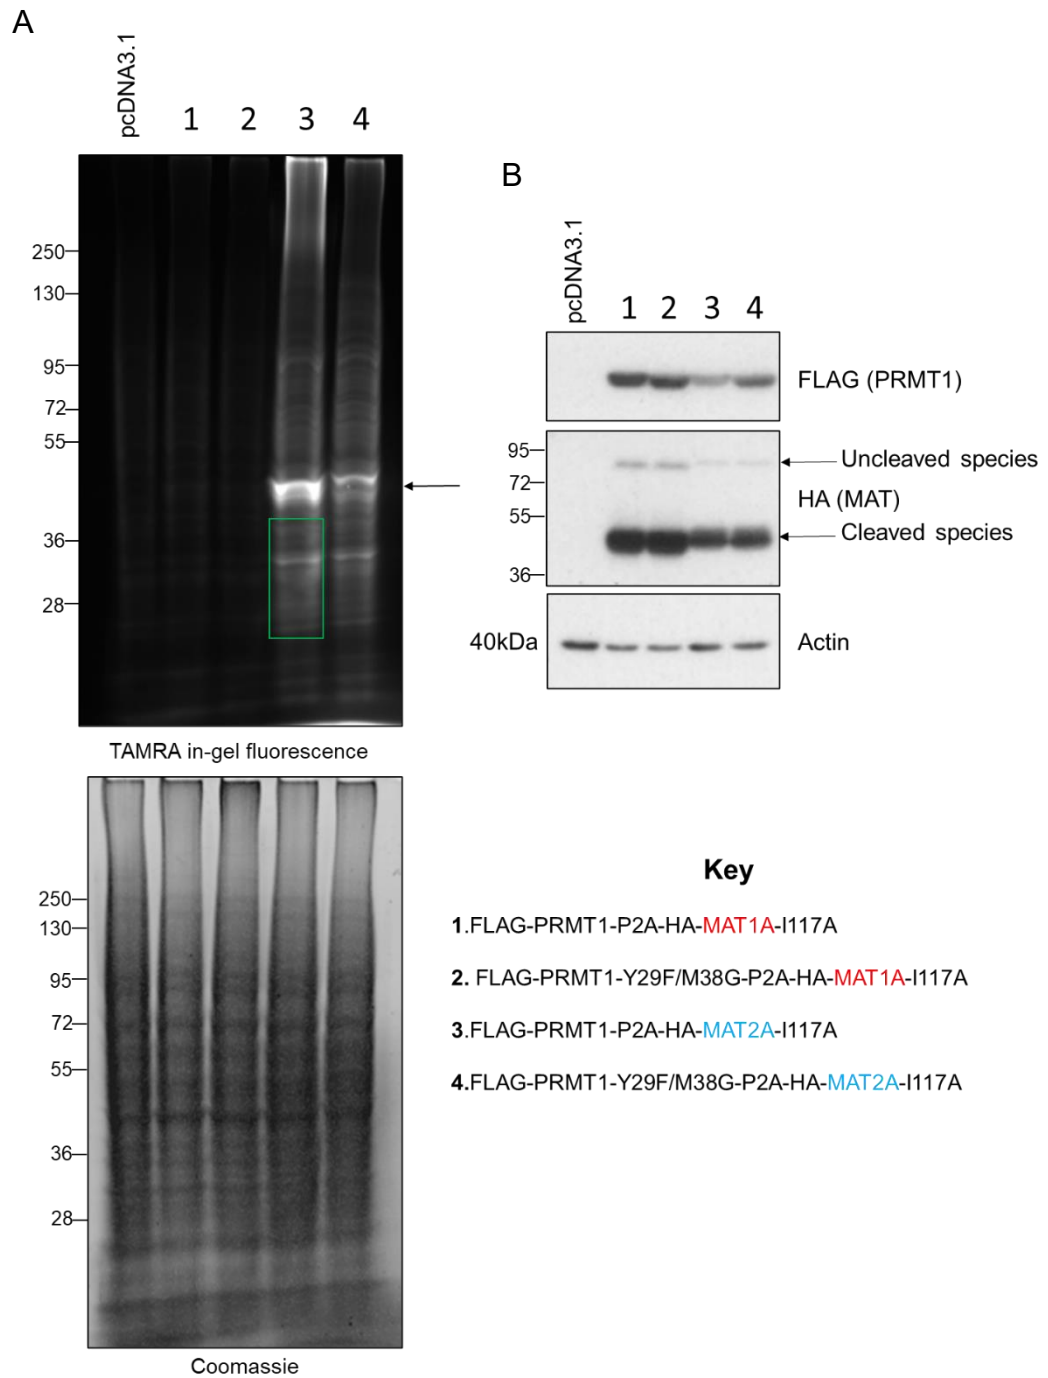 A
pcDNA3.1
1 2 3 4
250
130
95
72
55
36
28
TAMRA in-gel fluorescence
250
130
95
72
55
36
28
Coomassie
B
pcDNA3.1
1 2 3 4
FLAG (PRMT1)
95
72
55
36
Uncleaved species
HA (MAT)
Cleaved species
40kDa
Actin
Key
1.FLAG-PRMT1-P2A-HA-MAT1A-I117A
2. FLAG-PRMT1-Y29F/M38G-P2A-HA-MAT1A-I117A
3.FLAG-PRMT1-P2A-HA-MAT2A-I117A
4.FLAG-PRMT1-Y29F/M38G-P2A-HA-MAT2A-I117A